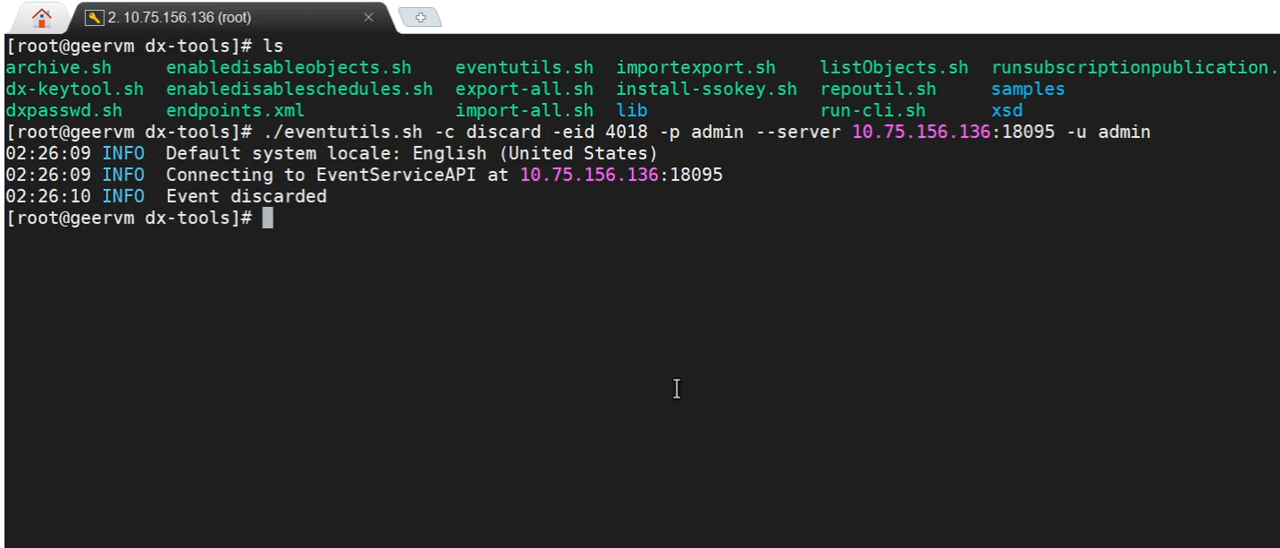 2. 10.75.156.136 (root)
[root@geervm dx-tools]# ls
archive.sh enabledisableobjects.sh eventutils.sh importexport.sh listObjects.sh runsubscriptionpublication.
dx-keytool.sh enabledisableschedules.sh export-all.sh install-ssokey.sh repoutil.sh samples
dxpasswd.sh endpoints.xml import-all.sh lib run-cli.sh xsd
[root@geervm dx-tools]# ./eventutils.sh -c discard -eid 4018 -p admin --server 10.75.156.136:18095 -u admin
02:26:09 INFO Default system locale: English (United States)
02:26:09 INFO Connecting to EventServiceAPI at 10.75.156.136:18095
02:26:10 INFO Event discarded
[root@geervm dx-tools]#